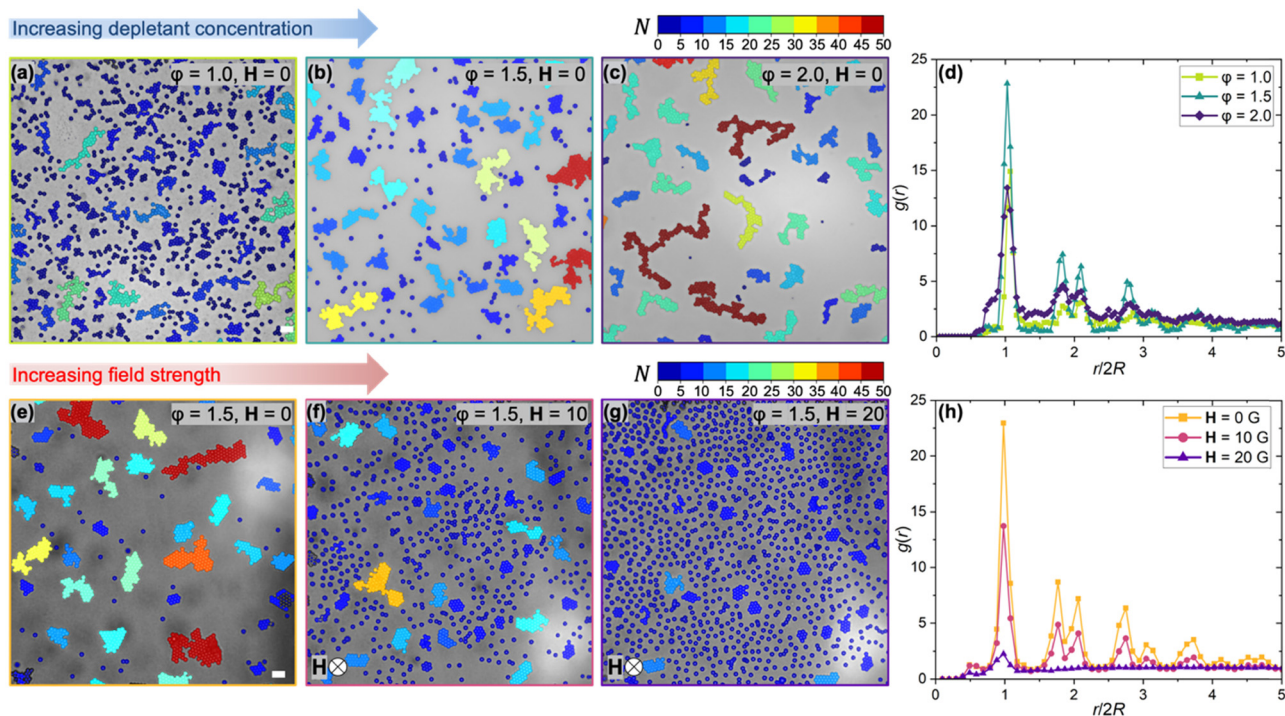 Increasing depletant concentration
N
0 5 10 15 20 25 30 35 40 45 50
(a) φ = 1.0, H = 0
(b) φ = 1.5, H = 0
(c) φ = 2.0, H = 0
(d)
φ = 1.0
φ = 1.5
φ = 2.0
25
20
15
10
5
0
g(r)
0 1 2 3 4 5
r/2R
Increasing field strength
N
0 5 10 15 20 25 30 35 40 45 50
(e) φ = 1.5, H = 0
(f) φ = 1.5, H = 10
H
(g) φ = 1.5, H = 20
H
(h)
H = 0 G
H = 10 G
H = 20 G
25
20
15
10
5
0
g(r)
0 1 2 3 4 5
r/2R